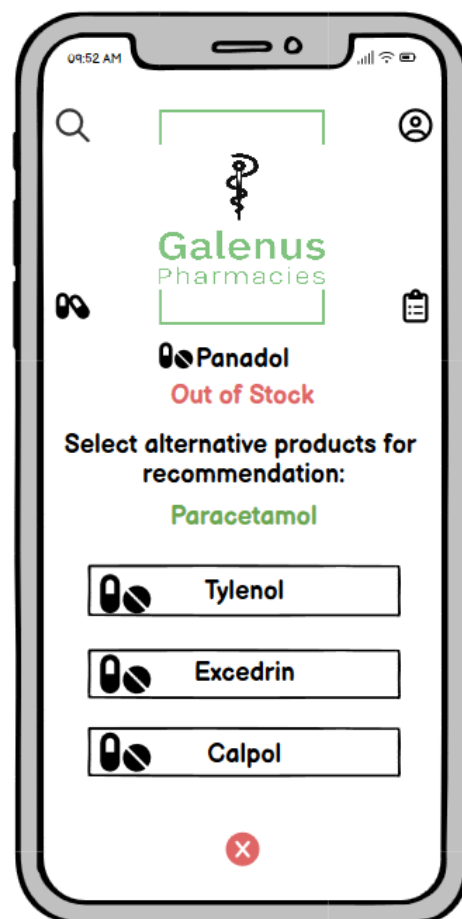 09:52 AM
Galenus
Pharmacies
Panadol
Out of Stock
Select alternative products for
recommendation:
Paracetamol
Tylenol
Excedrin
Calpol